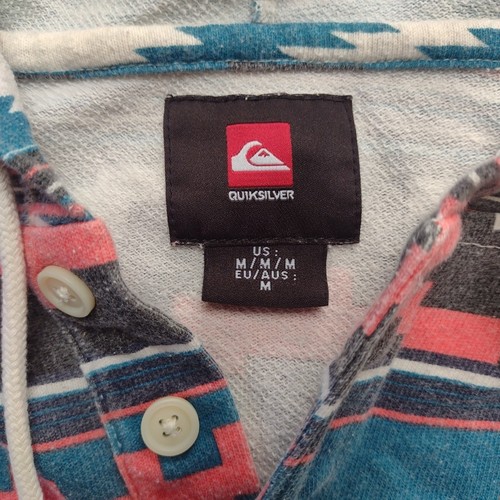 QUIKSILVER
US :
M / M / M
EU / AUS :
M